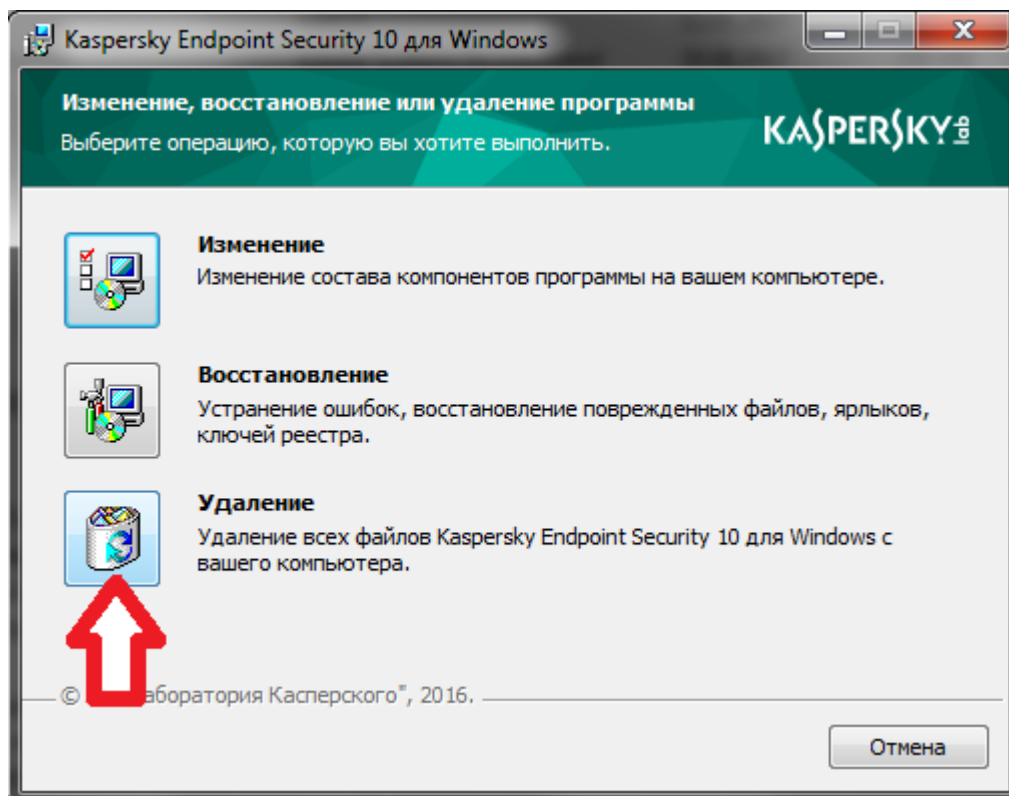 Kaspersky Endpoint Security 10 для Windows
Изменение, восстановление или удаление программы
Выберите операцию, которую вы хотите выполнить.
KASPERSKY lab
Изменение
Изменение состава компонентов программы на вашем компьютере.
Восстановление
Устранение ошибок, восстановление поврежденных файлов, ярлыков,
ключей реестра.
Удаление
Удаление всех файлов Kaspersky Endpoint Security 10 для Windows с
вашего компьютера.
© Касперского", 2016.
Отмена